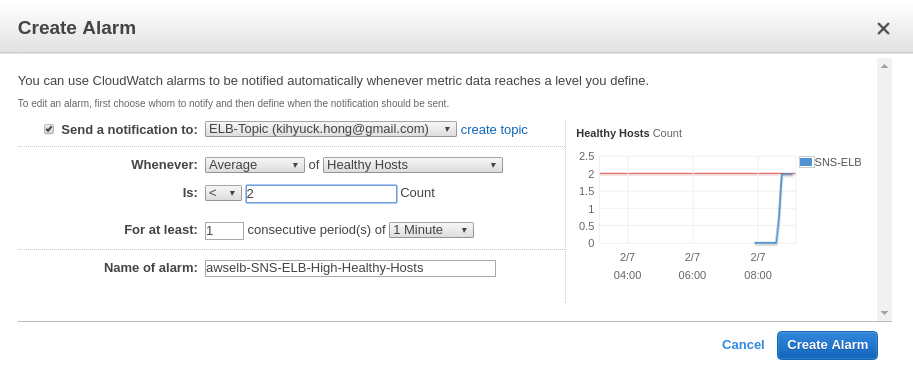 Create Alarm
You can use CloudWatch alarms to be notified automatically whenever metric data reaches a level you define.
To edit an alarm, first choose whom to notify and then define when the notification should be sent.
Send a notification to: ELB-Topic (kihyuck.hong@gmail.com) create topic
Whenever: Average of Healthy Hosts
Is: < 2 Count
For at least: 1 consecutive period(s) of 1 Minute
Name of alarm: awselb-SNS-ELB-High-Healthy-Hosts
Healthy Hosts Count
2.5
2
1.5
1
0.5
0
2/7 2/7 2/7
04:00 06:00 08:00
SNS-ELB
Cancel Create Alarm